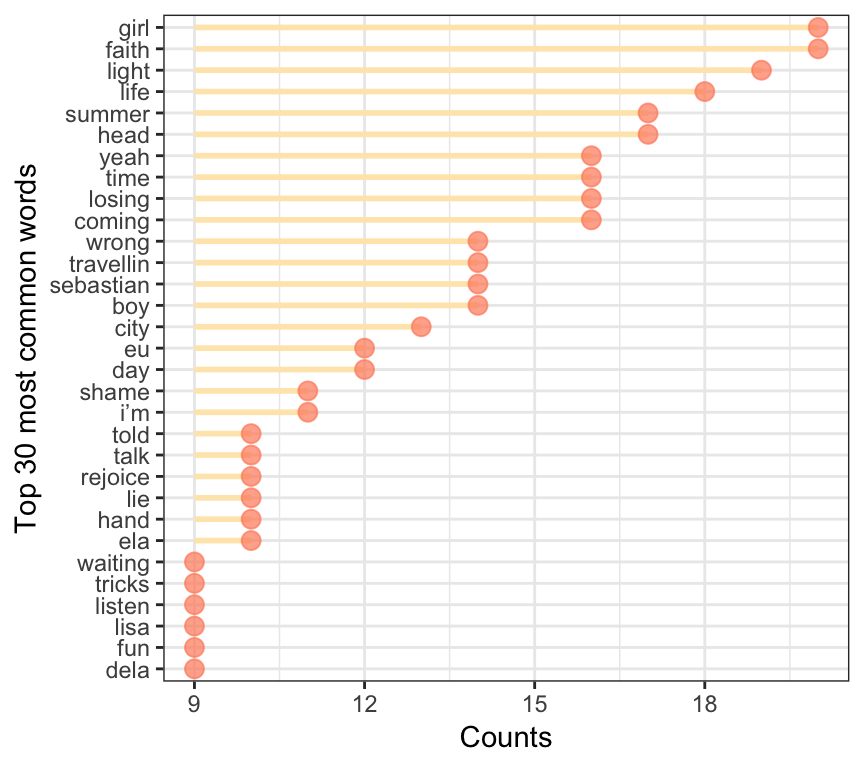 girl
faith
light
life
summer
head
yeah
time
losing
coming
wrong
travellin
sebastian
boy
city
eu
day
shame
i’m
told
talk
rejoice
lie
hand
ela
waiting
tricks
listen
lisa
fun
dela
Top 30 most common words
9 12 15 18
Counts